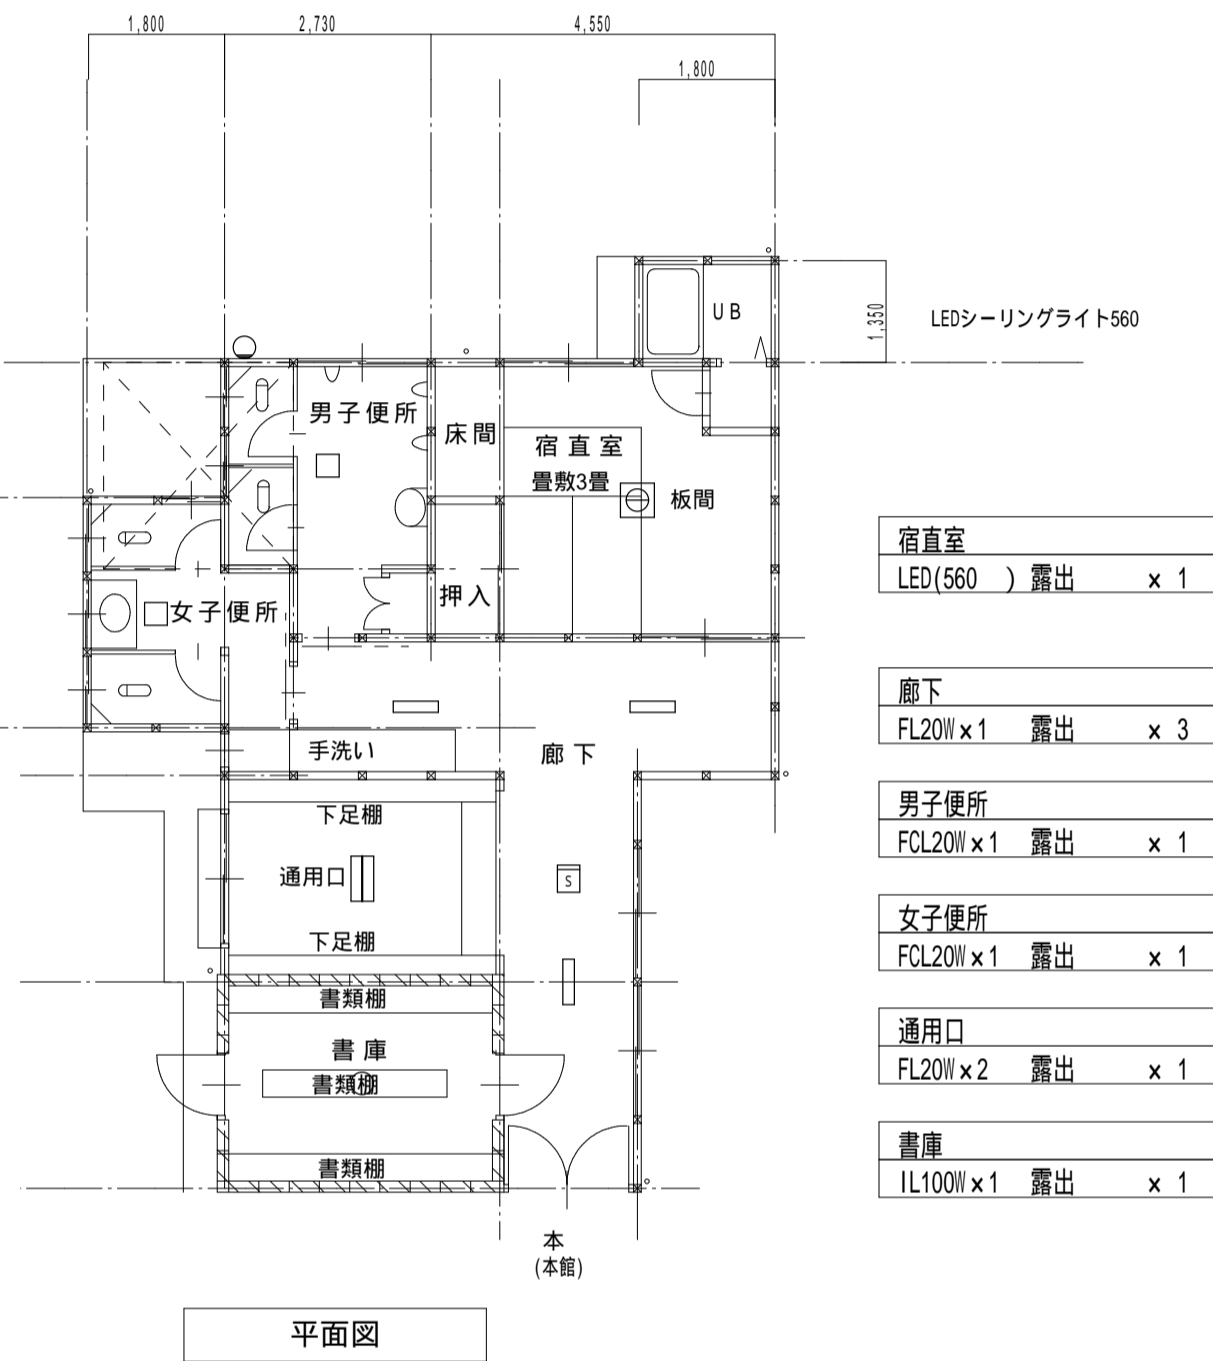 1,800
2,730
4,550
1,800
1,350
UB
LEDシーリングライト560
男子便所
床間
宿直室
畳敷3畳
板間
押入
女子便所
手洗い
廊下
下足棚
通用口
S
下足棚
書類棚
書庫
書類棚
書類棚
本
(本館)
平面図
宿直室
LED(560 ) 露出 × 1
廊下
FL20W×1 露出 × 3
男子便所
FCL20W×1 露出 × 1
女子便所
FCL20W×1 露出 × 1
通用口
FL20W×2 露出 × 1
書庫
IL100W×1 露出 × 1